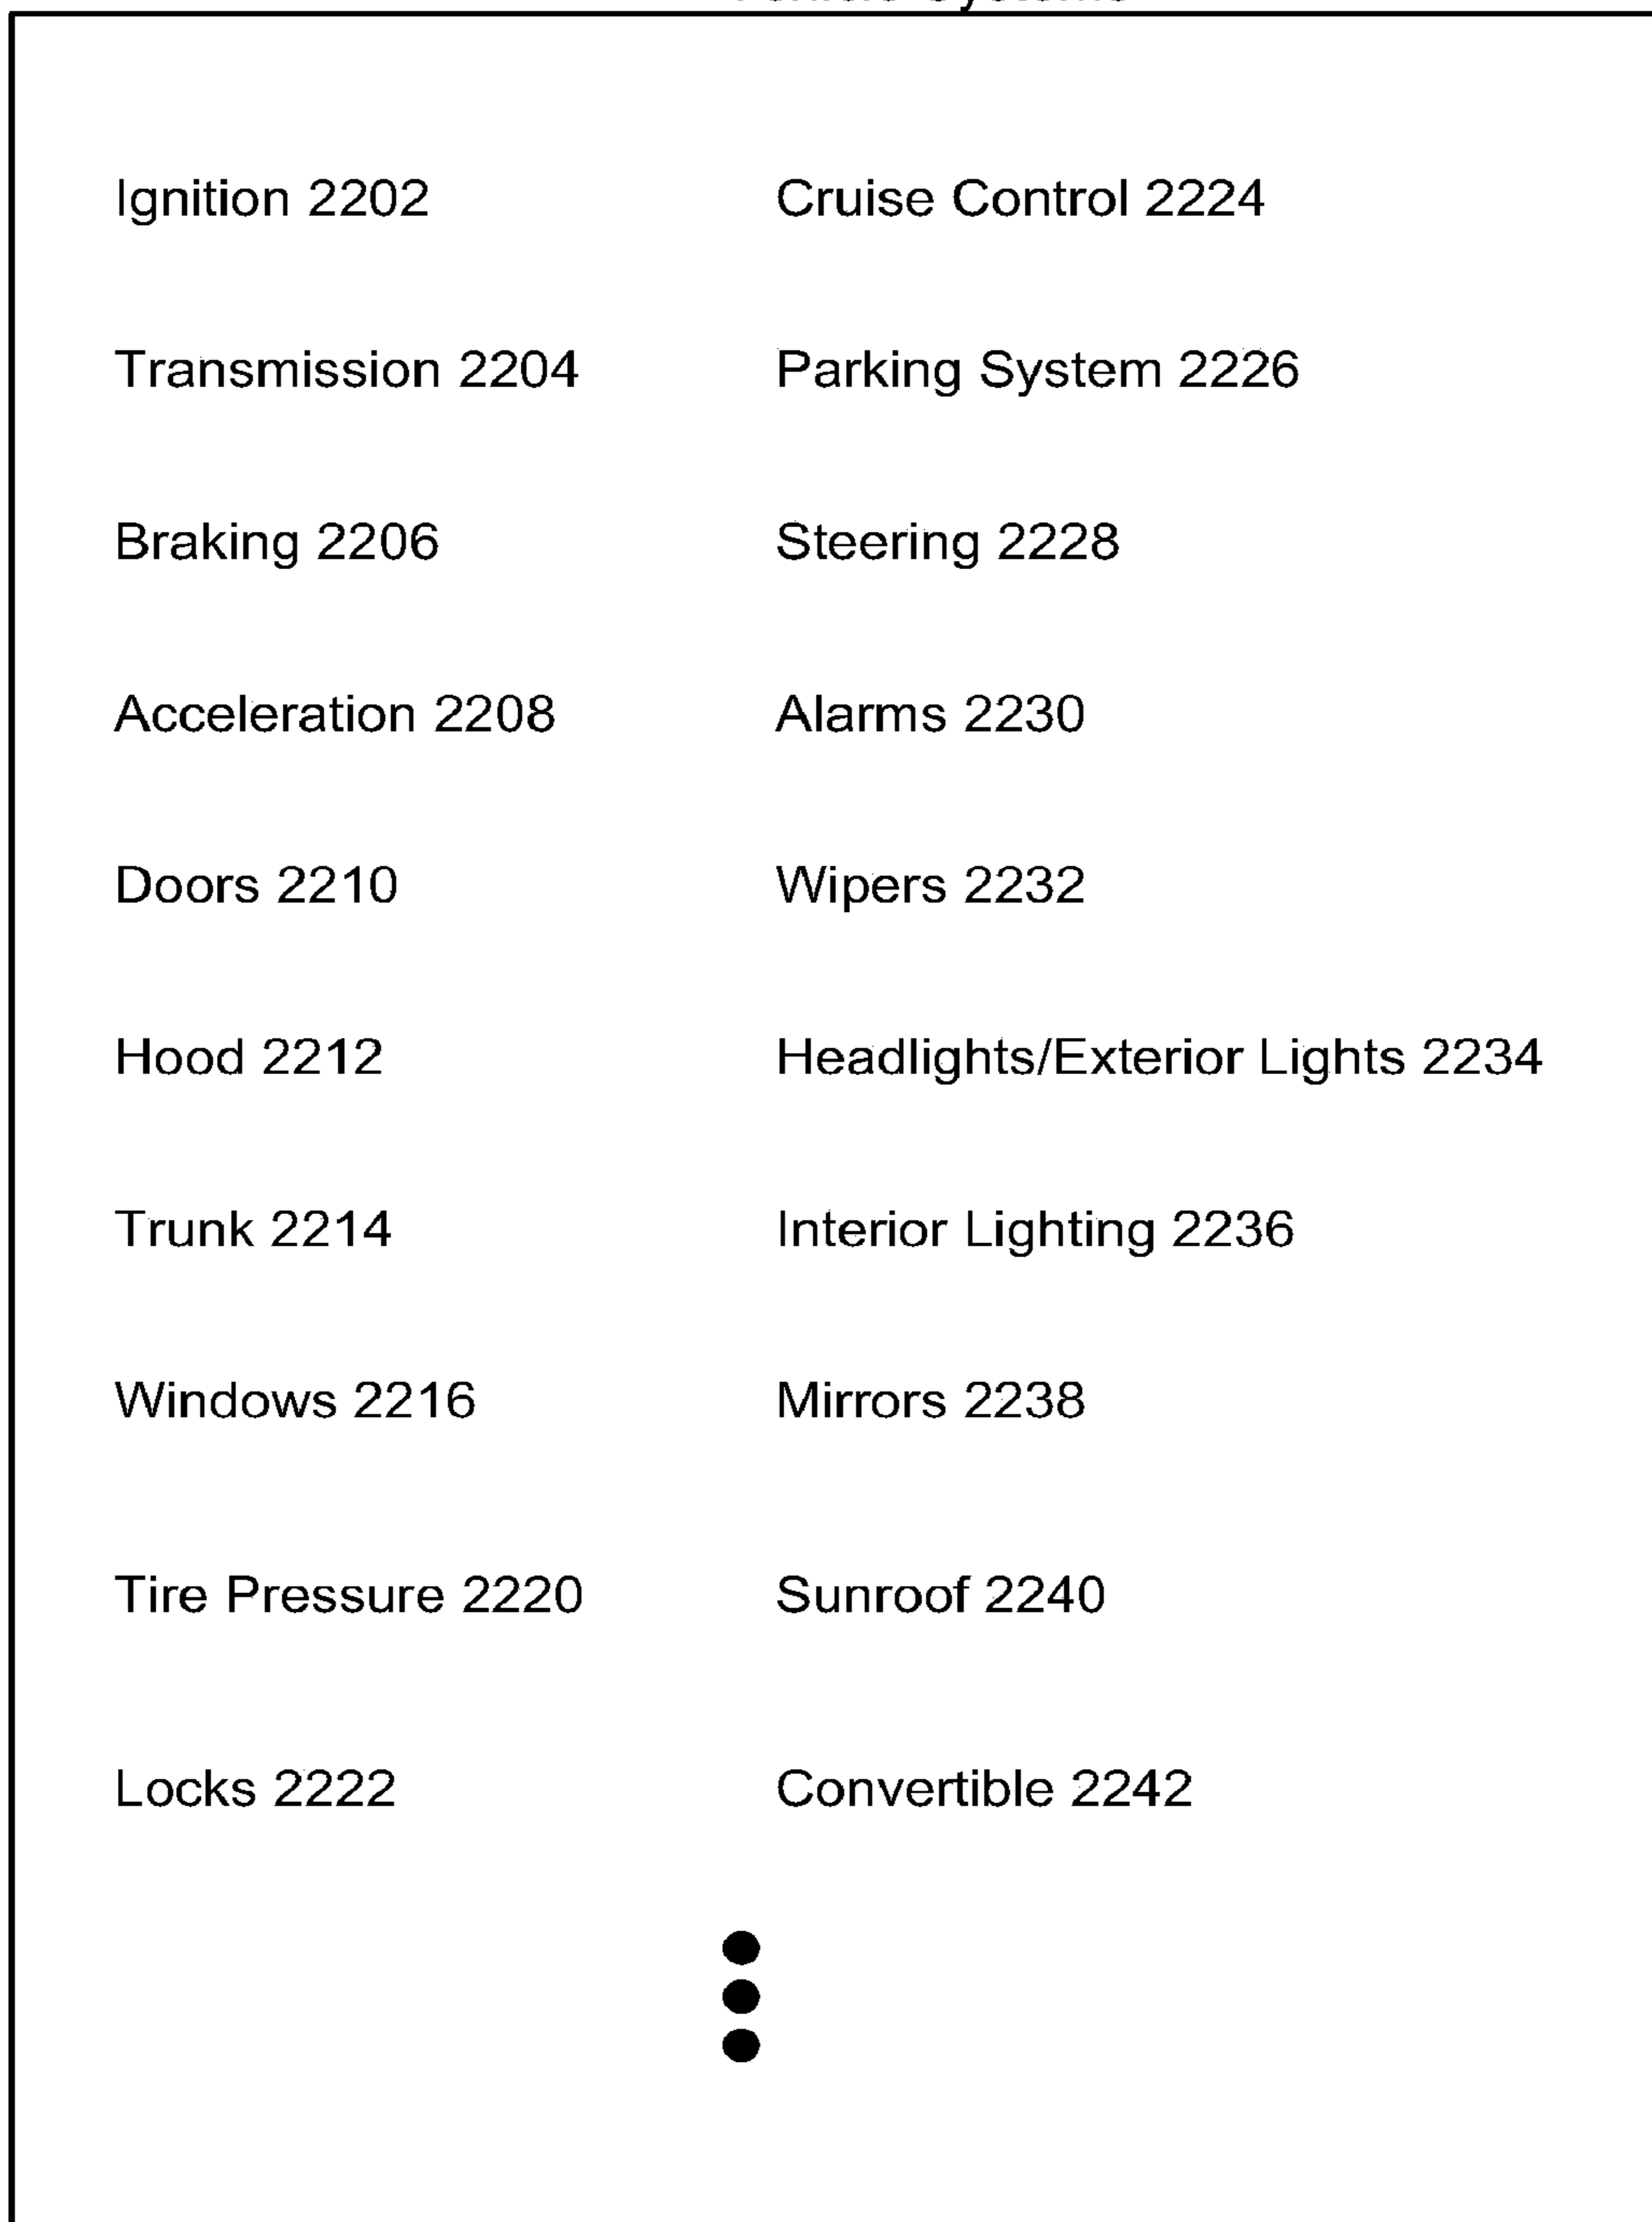 Ignition 2202
Transmission 2204
Braking 2206
Acceleration 2208
Doors 2210
Hood 2212
Trunk 2214
Windows 2216
Tire Pressure 2220
Locks 2222
Cruise Control 2224
Parking System 2226
Steering 2228
Alarms 2230
Wipers 2232
Headlights/Exterior Lights 2234
Interior Lighting 2236
Mirrors 2238
Sunroof 2240
Convertible 2242